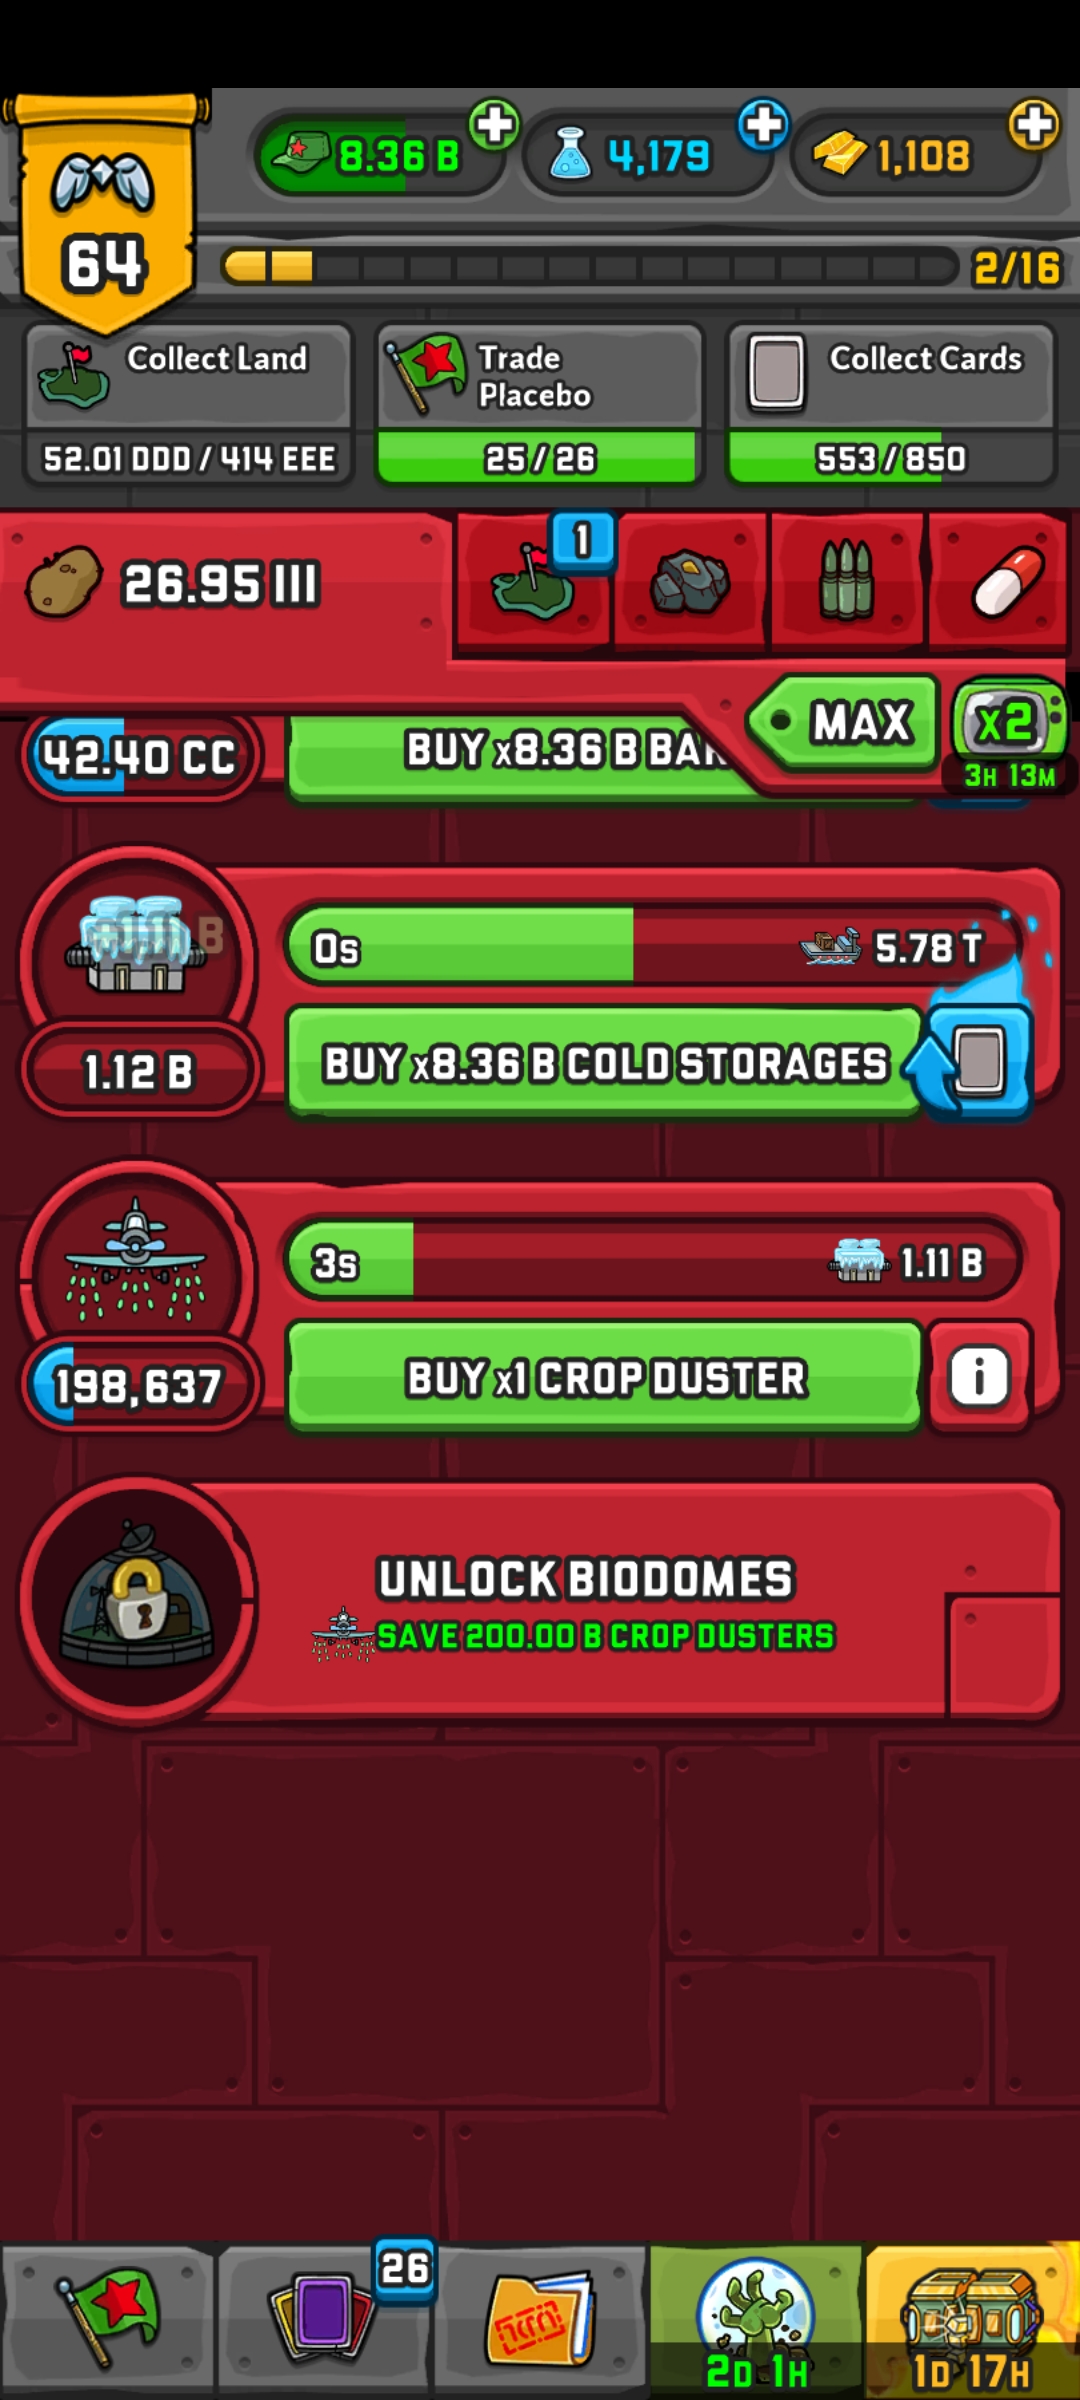 8.36 B
4,179
1,108
64
2/16
Collect Land
52.01 DDD / 414 EEE
Trade
Placebo
25 / 26
Collect Cards
553 / 850
26.95 III
1
MAX
X2
3H 13M
42.40 CC
BUY x8.36 B BAR
0s
5.78 T
1.12 B
BUY x8.36 B COLD STORAGES
3s
1.11 B
198,637
BUY x1 CROP DUSTER
i
UNLOCK BIODOMES
SAVE 200.00 B CROP DUSTERS
26
2D 1H
1D 17H